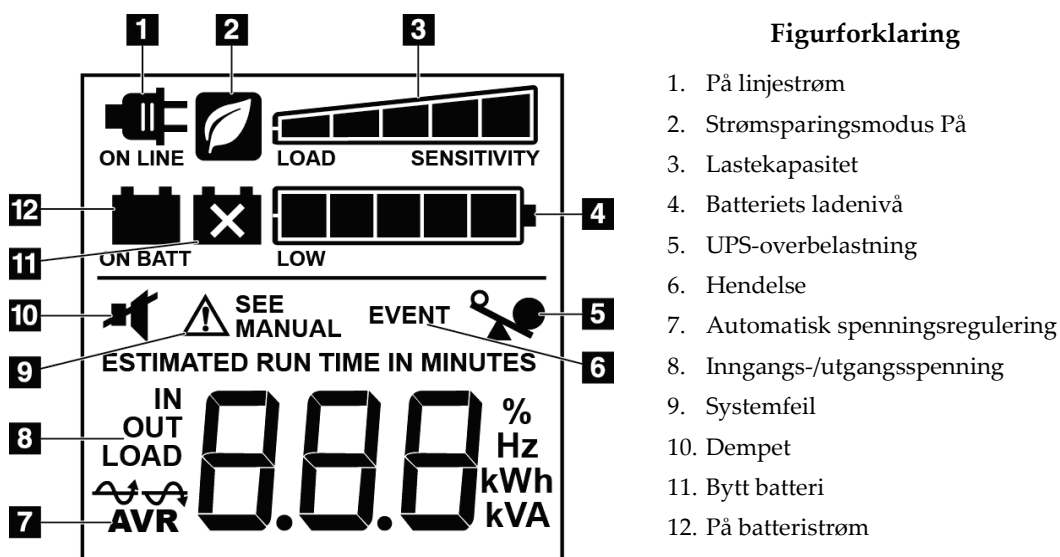 1 2 3
ON LINE LOAD SENSITIVITY
12 4
11 ON BATT LOW
10 SEE EVENT 5
MANUAL
9 ESTIMATED RUN TIME IN MINUTES 6
IN %
8 OUT 8.8.8 Hz
LOAD kWh
7 AVR kVA
Figurforklaring
1. På linjestrøm
2. Strømsparingsmodus På
3. Lastekapasitet
4. Batteriets ladenivå
5. UPS-overbelastning
6. Hendelse
7. Automatisk spenningsregulering
8. Inngangs-/utgangsspenning
9. Systemfeil
10. Dempet
11. Bytt batteri
12. På batteristrøm